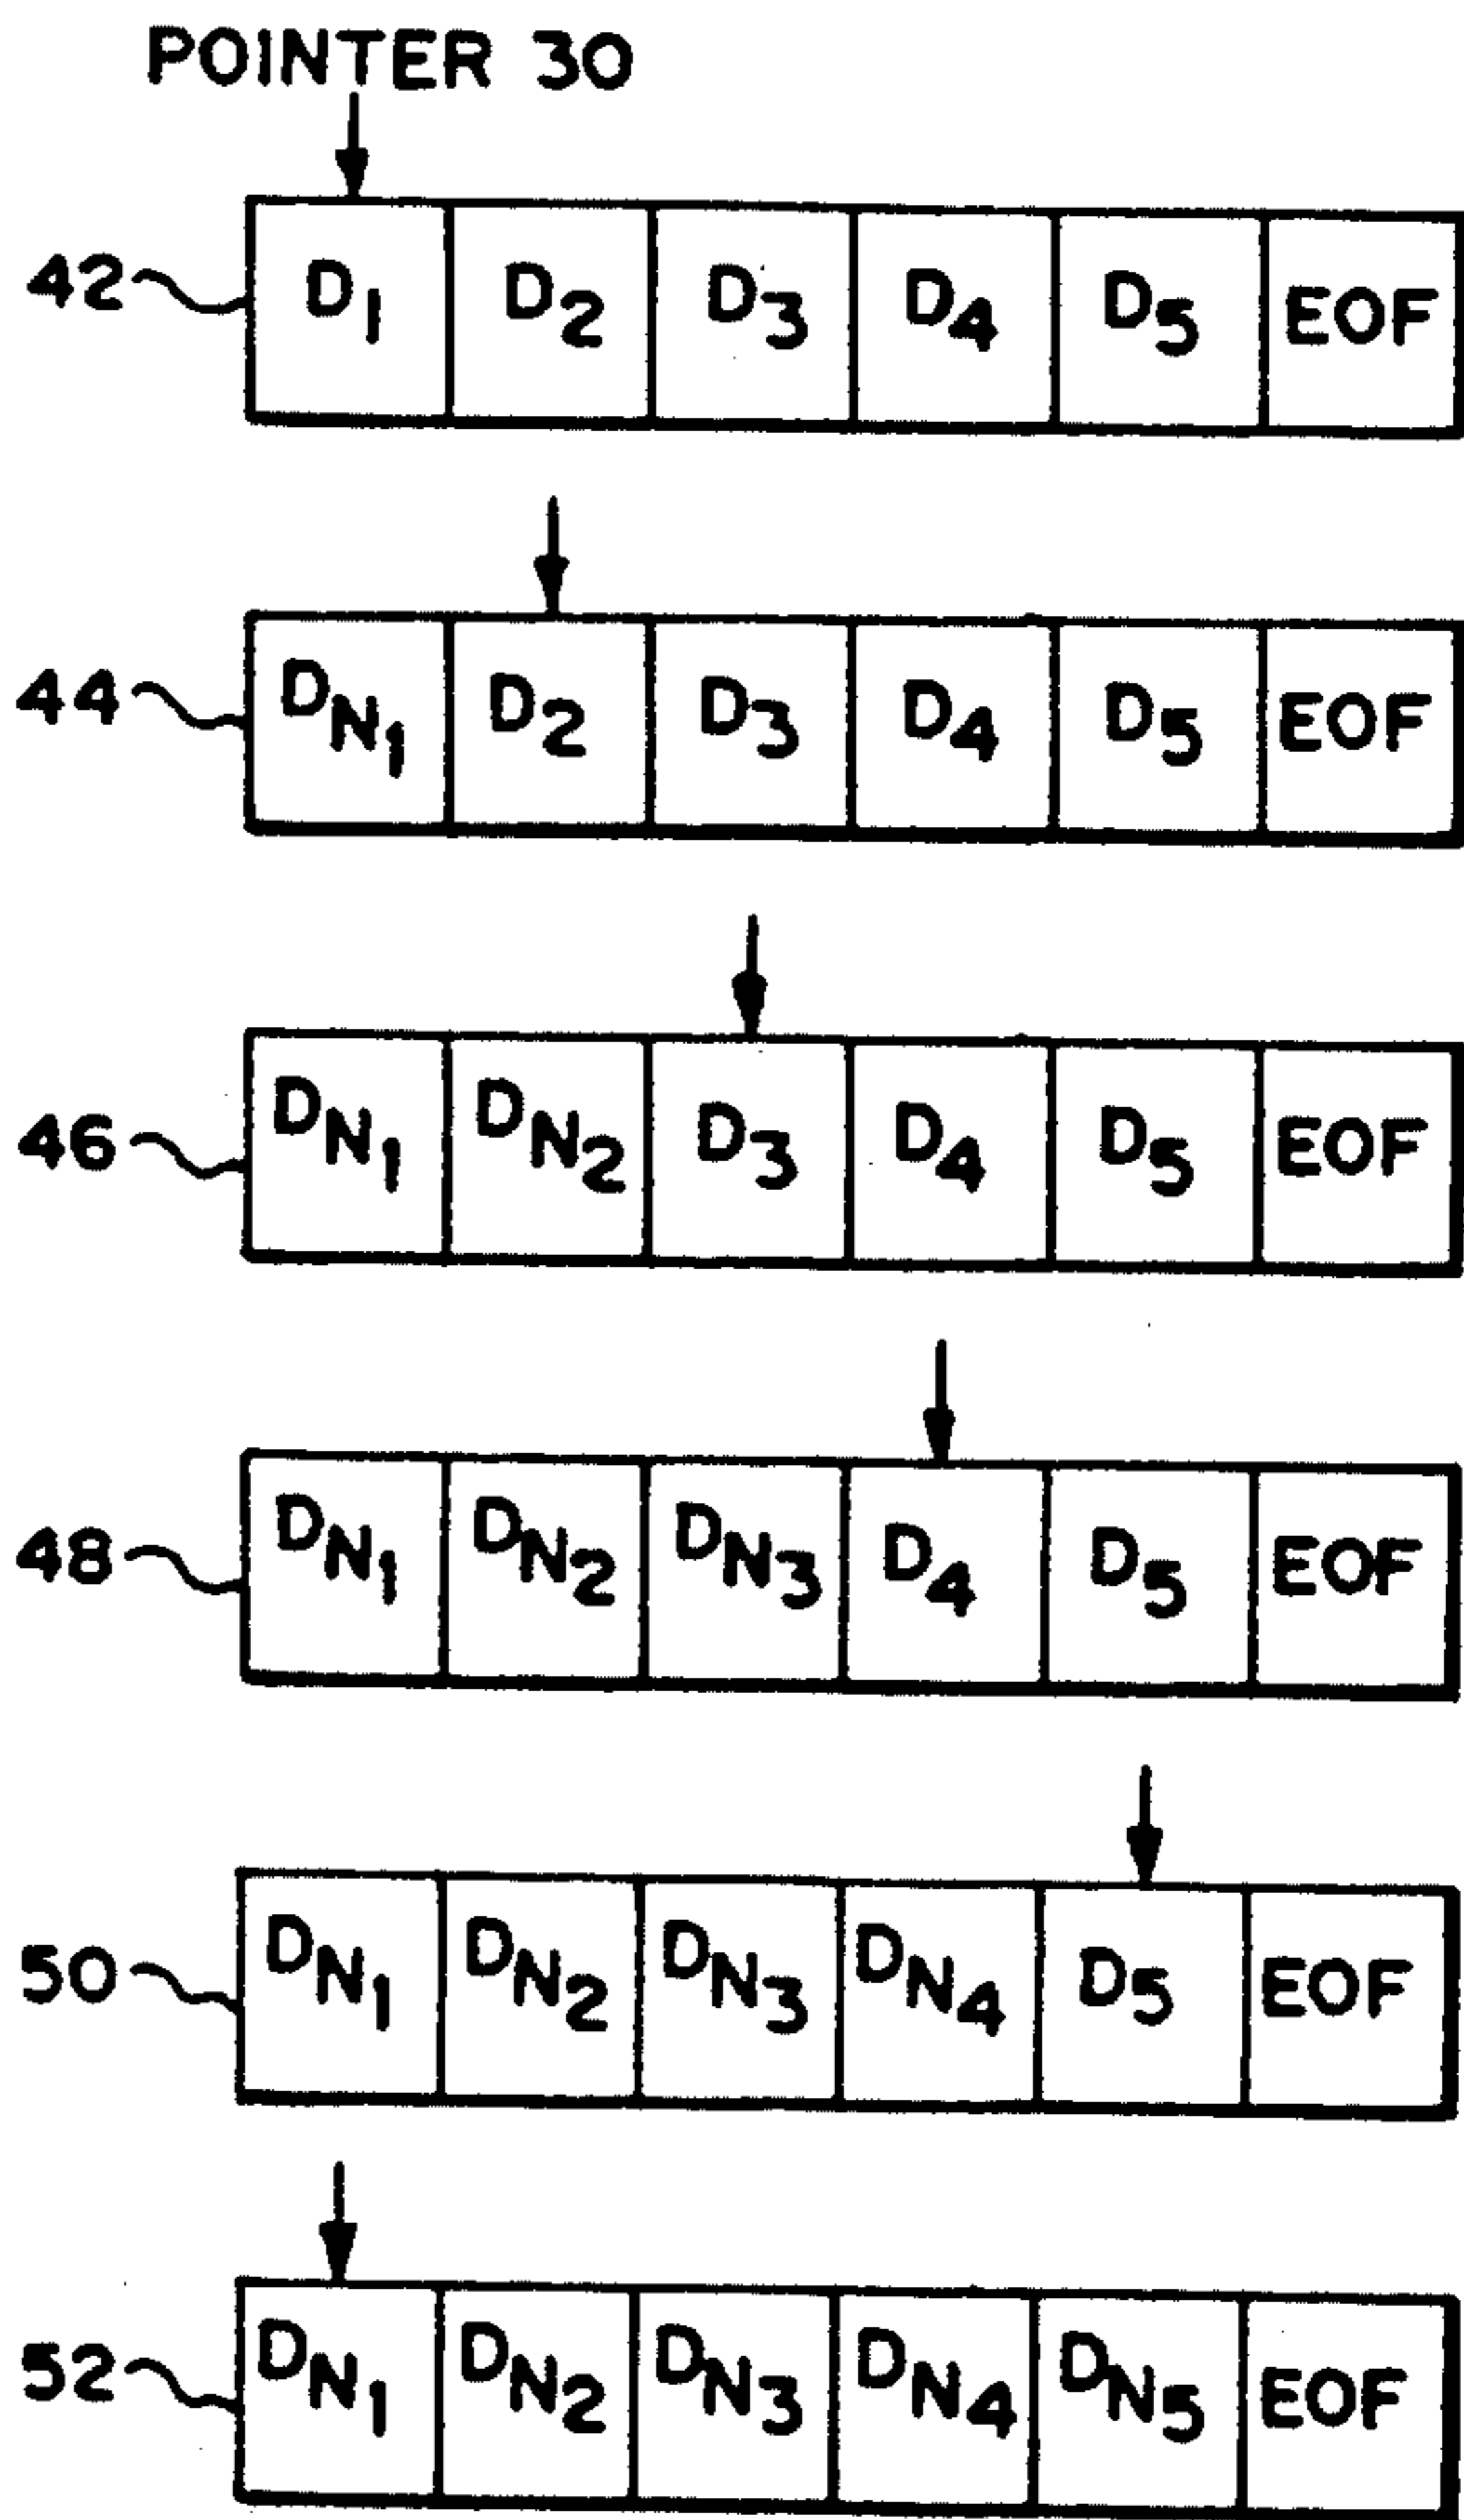 POINTER 30
42 D1 D2 D3 D4 D5 EOF
44 DN1 D2 D3 D4 D5 EOF
46 DN1 DN2 D3 D4 D5 EOF
48 DN1 DN2 DN3 D4 D5 EOF
50 DN1 DN2 DN3 DN4 D5 EOF
52 DN1 DN2 DN3 DN4 DN5 EOF